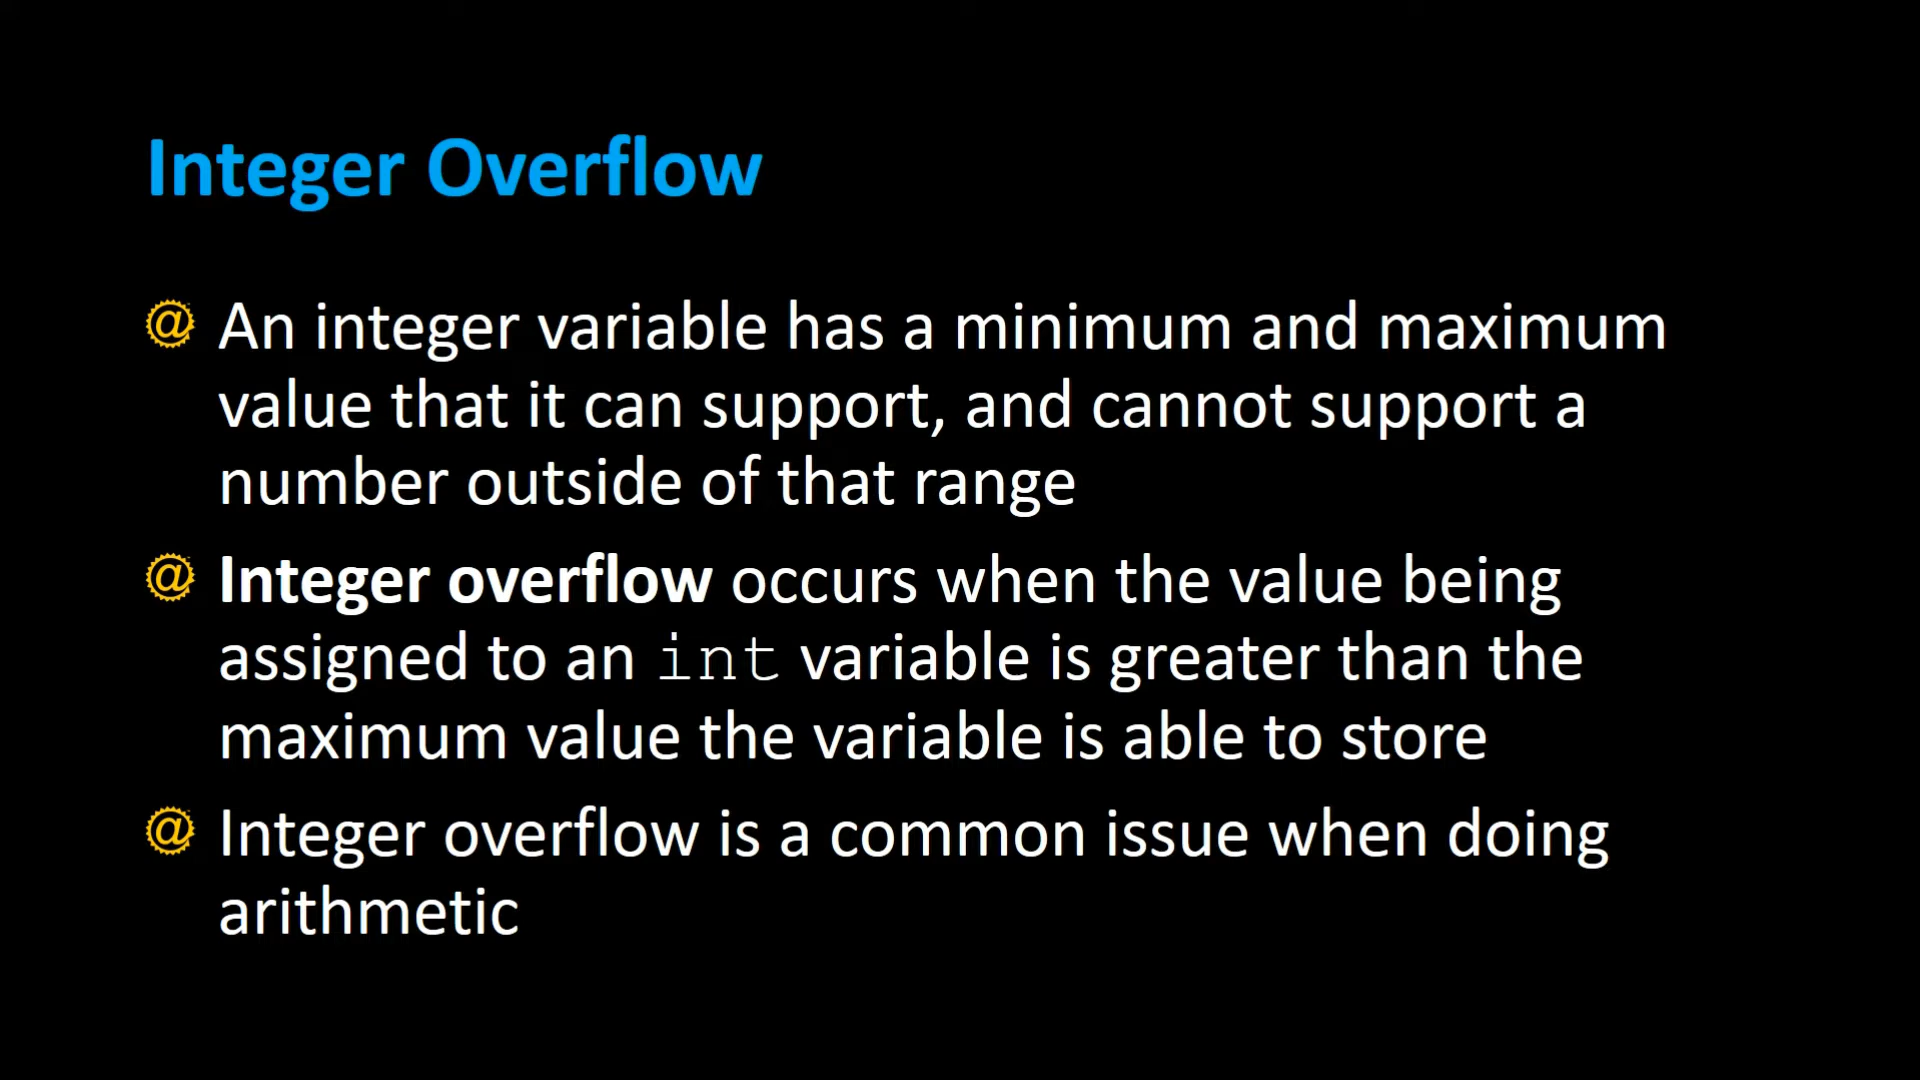 Integer Overflow
@ An integer variable has a minimum and maximum
value that it can support, and cannot support a
number outside of that range
@ Integer overflow occurs when the value being
assigned to an int variable is greater than the
maximum value the variable is able to store
@ Integer overflow is a common issue when doing
arithmetic